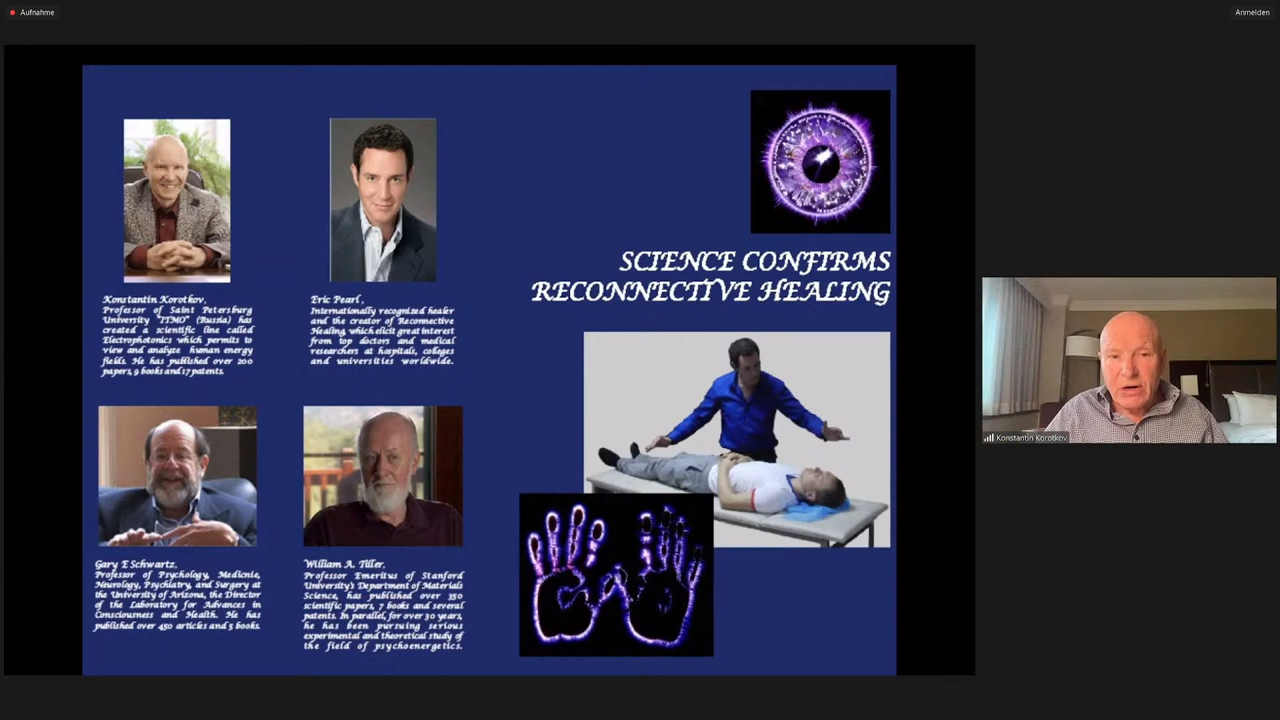 Aufnahme
Anmelden
Konstantin Korotkov,
Professor of Saint Petersburg
University "ITMO" (Russia) has
created a scientific line called
Electrophotonics which permits to
view and analyze human energy
fields. He has published over 200
papers, 9 books and 17 patents.
Eric Pearl,
Internationally recognized healer
and the creator of Reconnective
Healing, which elicit great interest
from top doctors and medical
researchers at hospitals, colleges
and universities worldwide.
SCIENCE CONFIRMS
RECONNECTIVE HEALING
Gary E Schwartz,
Professor of Psychology, Medicnie,
Neurology, Psychiatry, and Surgery at
the University of Arizona, the Director
of the Laboratory for Advances in
Consciousness and Health. He has
published over 450 articles and 5 books.
William A. Tiller,
Professor Emeritus of Stanford
University's Department of Materials
Science, has published over 350
scientific papers, 7 books and several
patents. In parallel, for over 30 years,
he has been pursuing serious
experimental and theoretical study of
the field of psychoenergetics.
Konstantin Korotkov